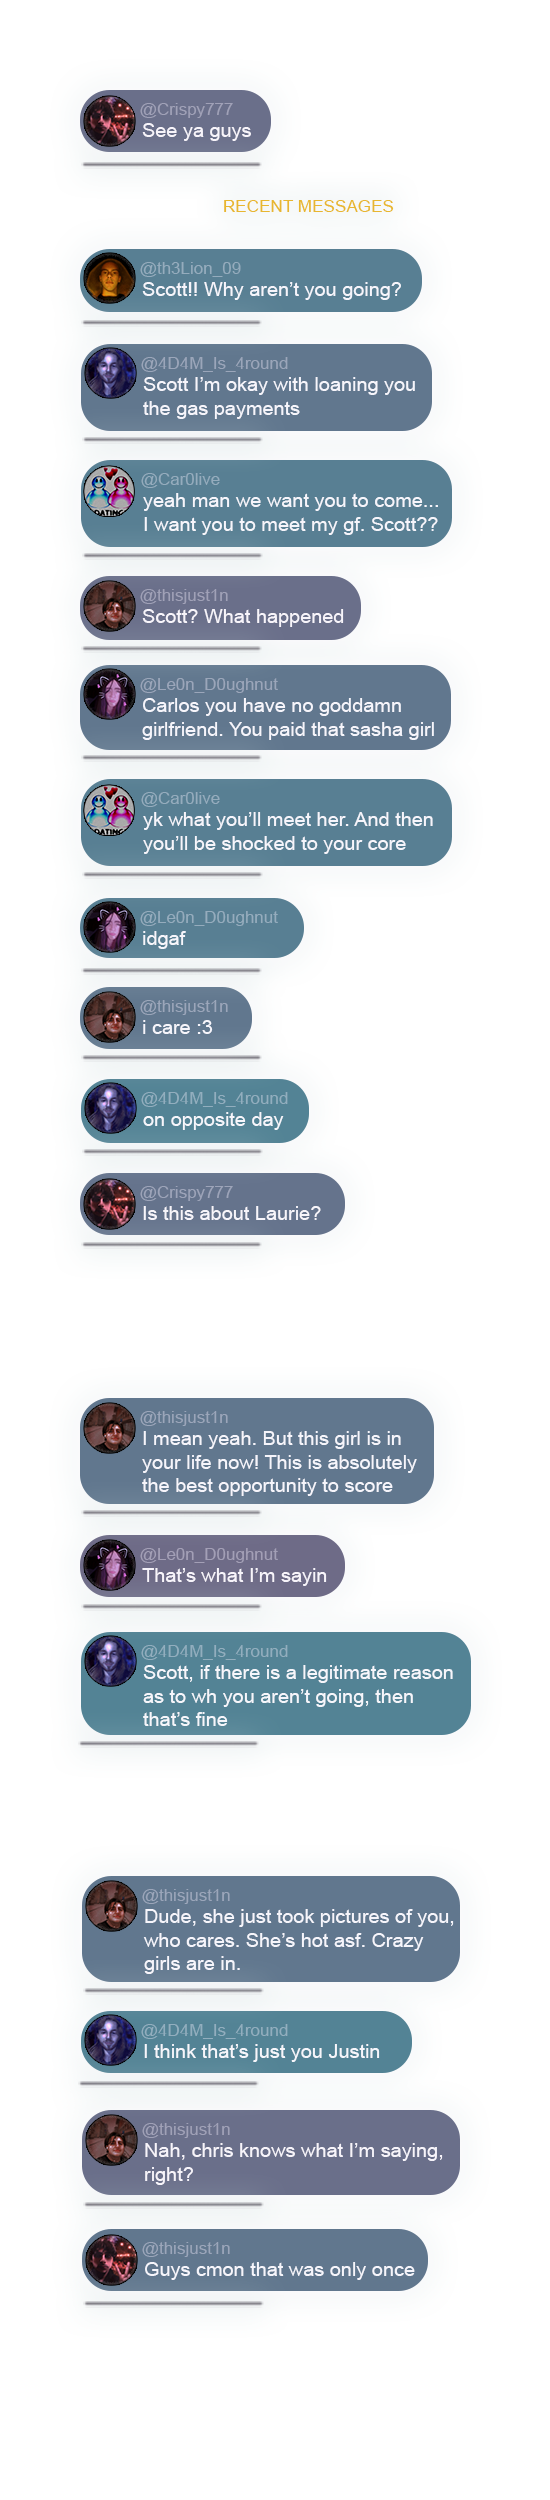 @Crispy777
See ya guys
RECENT MESSAGES
@th3Lion_09
Scott!! Why aren’t you going?
@4D4M_Is_4round
Scott I’m okay with loaning you
the gas payments
@Car0live
yeah man we want you to come...
I want you to meet my gf. Scott??
DATING
@thisjust1n
Scott? What happened
@Le0n_D0ughnut
Carlos you have no goddamn
girlfriend. You paid that sasha girl
@Car0live
yk what you’ll meet her. And then
you’ll be shocked to your core
DATING
@Le0n_D0ughnut
idgaf
@thisjust1n
i care :3
@4D4M_Is_4round
on opposite day
@Crispy777
Is this about Laurie?
@thisjust1n
I mean yeah. But this girl is in
your life now! This is absolutely
the best opportunity to score
@Le0n_D0ughnut
That’s what I’m sayin
@4D4M_Is_4round
Scott, if there is a legitimate reason
as to wh you aren’t going, then
that’s fine
@thisjust1n
Dude, she just took pictures of you,
who cares. She’s hot asf. Crazy
girls are in.
@4D4M_Is_4round
I think that’s just you Justin
@thisjust1n
Nah, chris knows what I’m saying,
right?
@thisjust1n
Guys cmon that was only once